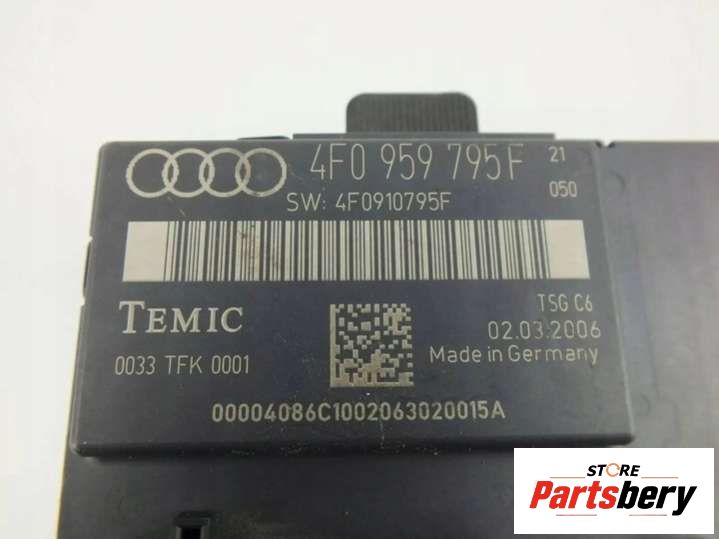 4F0 959 795F 21
050
SW: 4F0910795F
TEMIC
TSG C6
02.03.2006
0033 TFK 0001
Made in Germany
00004086C1002063020015A
STORE
Partsbery